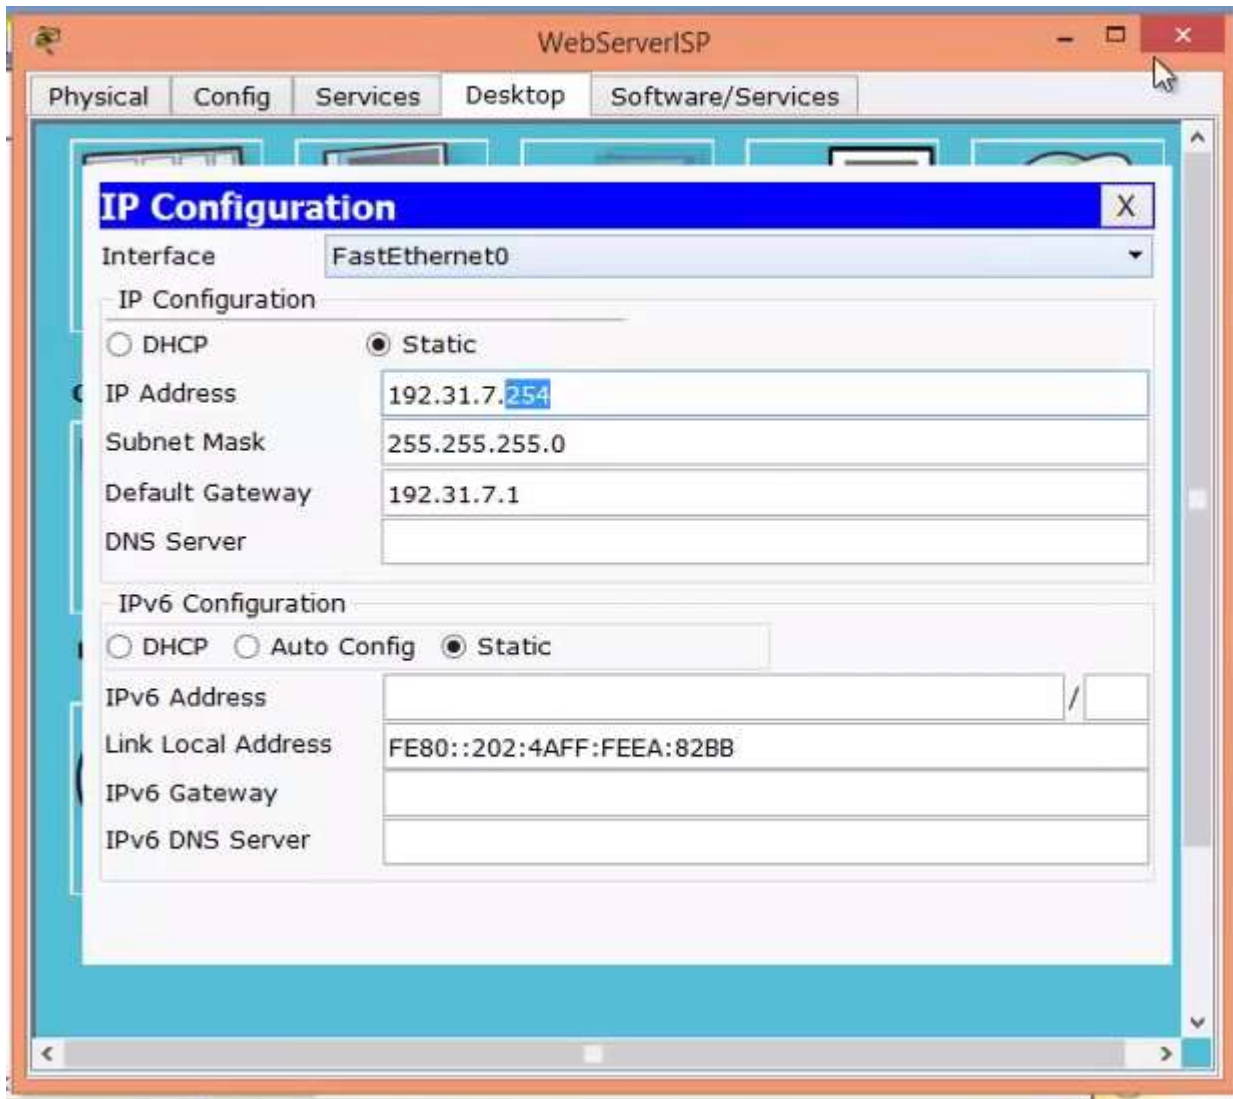 WebServerISP
Physical Config Services Desktop Software/Services
IP Configuration X
Interface FastEthernet0
IP Configuration
DHCP Static
IP Address 192.31.7.254
Subnet Mask 255.255.255.0
Default Gateway 192.31.7.1
DNS Server
IPv6 Configuration
DHCP Auto Config Static
IPv6 Address /
Link Local Address FE80::202:4AFF:FEEA:82BB
IPv6 Gateway
IPv6 DNS Server